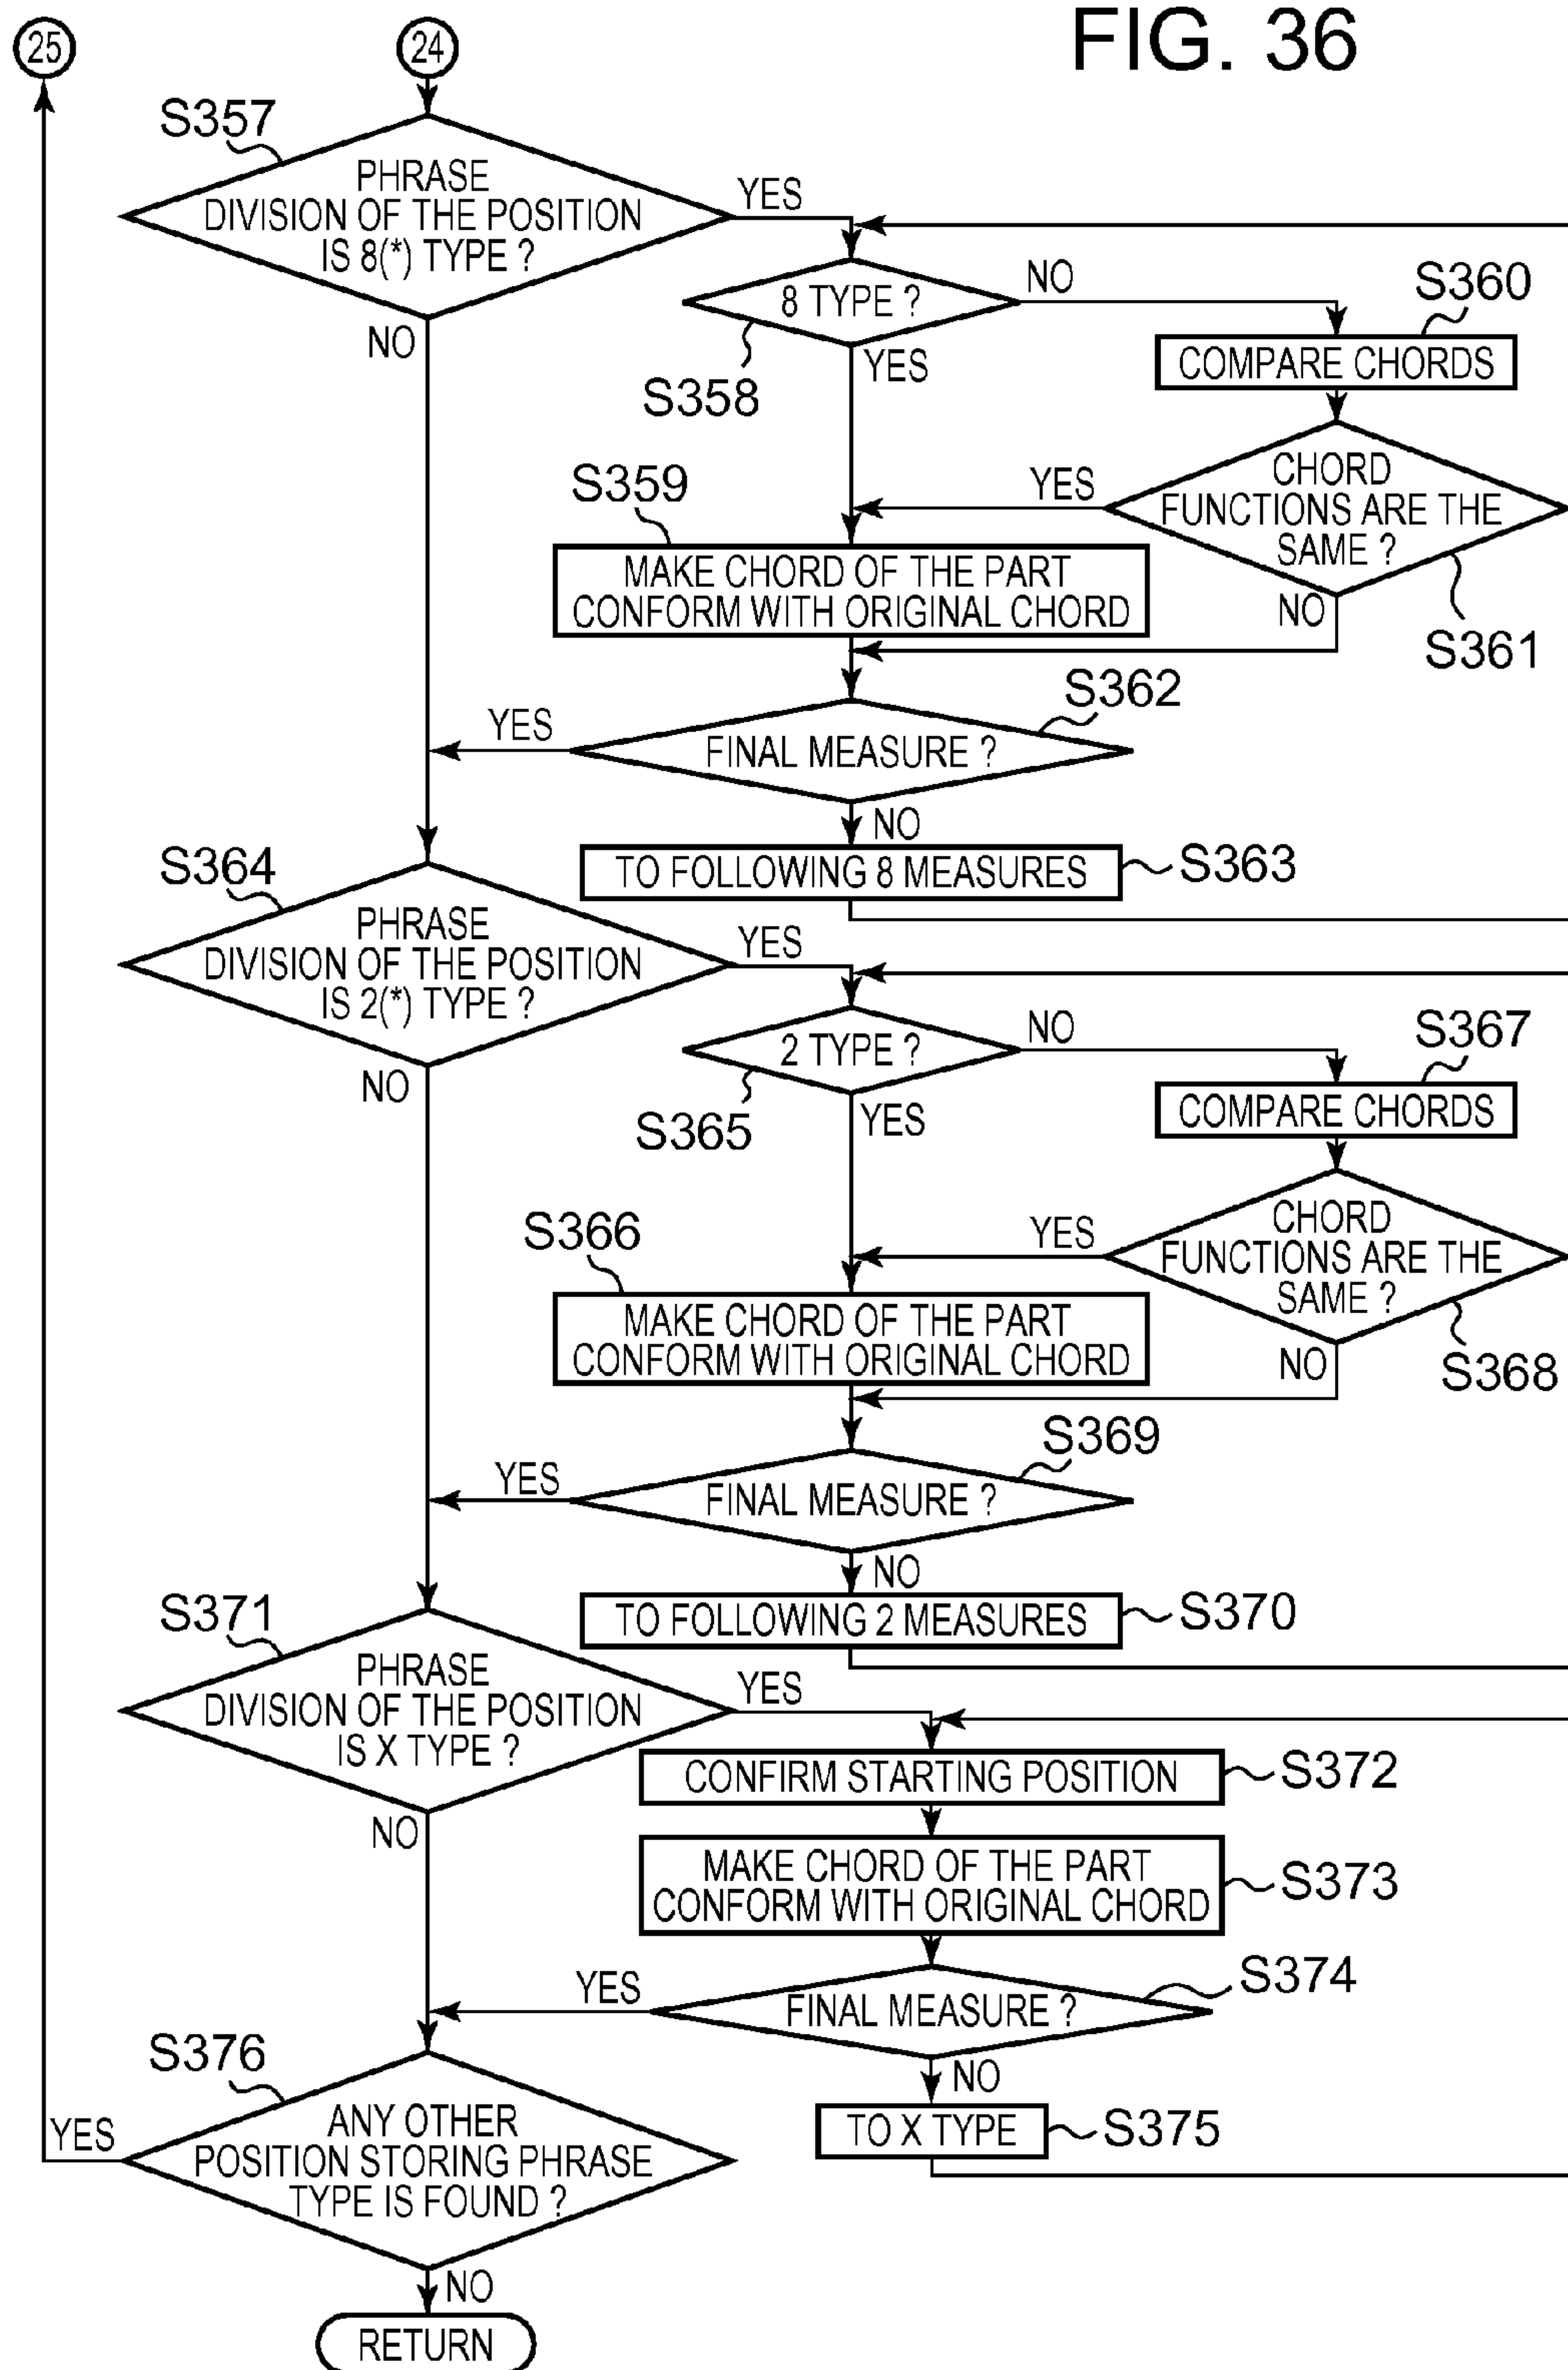 FIG. 36
25
24
S357
PHRASE
DIVISION OF THE POSITION
IS 8(*) TYPE ?
YES
NO
8 TYPE ?
NO
S358
YES
S360
COMPARE CHORDS
CHORD
FUNCTIONS ARE THE
SAME ?
YES
NO
S361
S359
MAKE CHORD OF THE PART
CONFORM WITH ORIGINAL CHORD
S362
FINAL MEASURE ?
YES
NO
TO FOLLOWING 8 MEASURES
S363
S364
PHRASE
DIVISION OF THE POSITION
IS 2(*) TYPE ?
YES
NO
2 TYPE ?
NO
S365
YES
S367
COMPARE CHORDS
CHORD
FUNCTIONS ARE THE
SAME ?
YES
NO
S368
S366
MAKE CHORD OF THE PART
CONFORM WITH ORIGINAL CHORD
S369
FINAL MEASURE ?
YES
NO
TO FOLLOWING 2 MEASURES
S370
S371
PHRASE
DIVISION OF THE POSITION
IS X TYPE ?
YES
NO
CONFIRM STARTING POSITION
S372
MAKE CHORD OF THE PART
CONFORM WITH ORIGINAL CHORD
S373
S374
FINAL MEASURE ?
YES
NO
TO X TYPE
S375
S376
ANY OTHER
POSITION STORING PHRASE
TYPE IS FOUND ?
YES
NO
RETURN